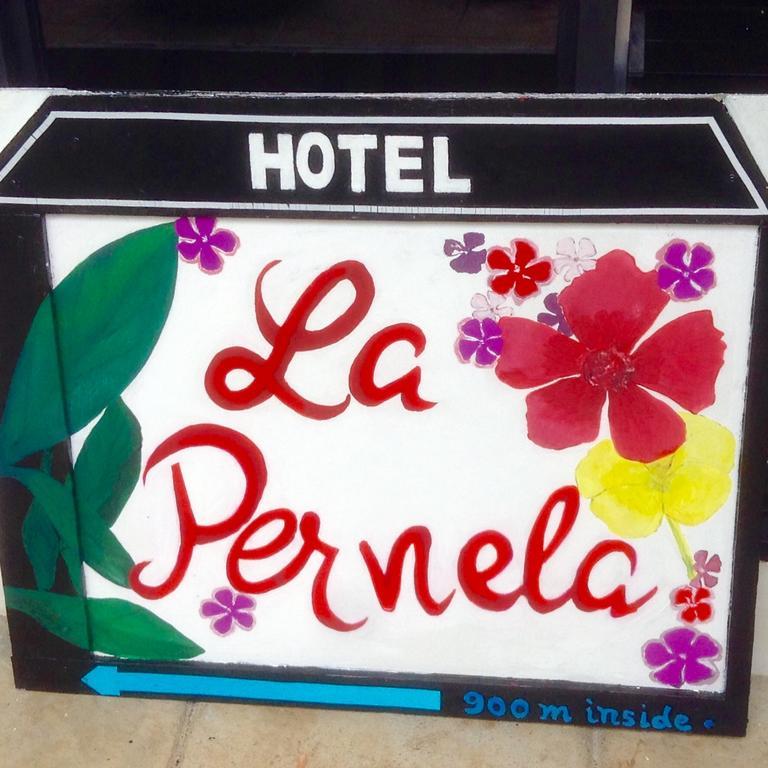 HOTEL
La
Pernela
900 m inside.